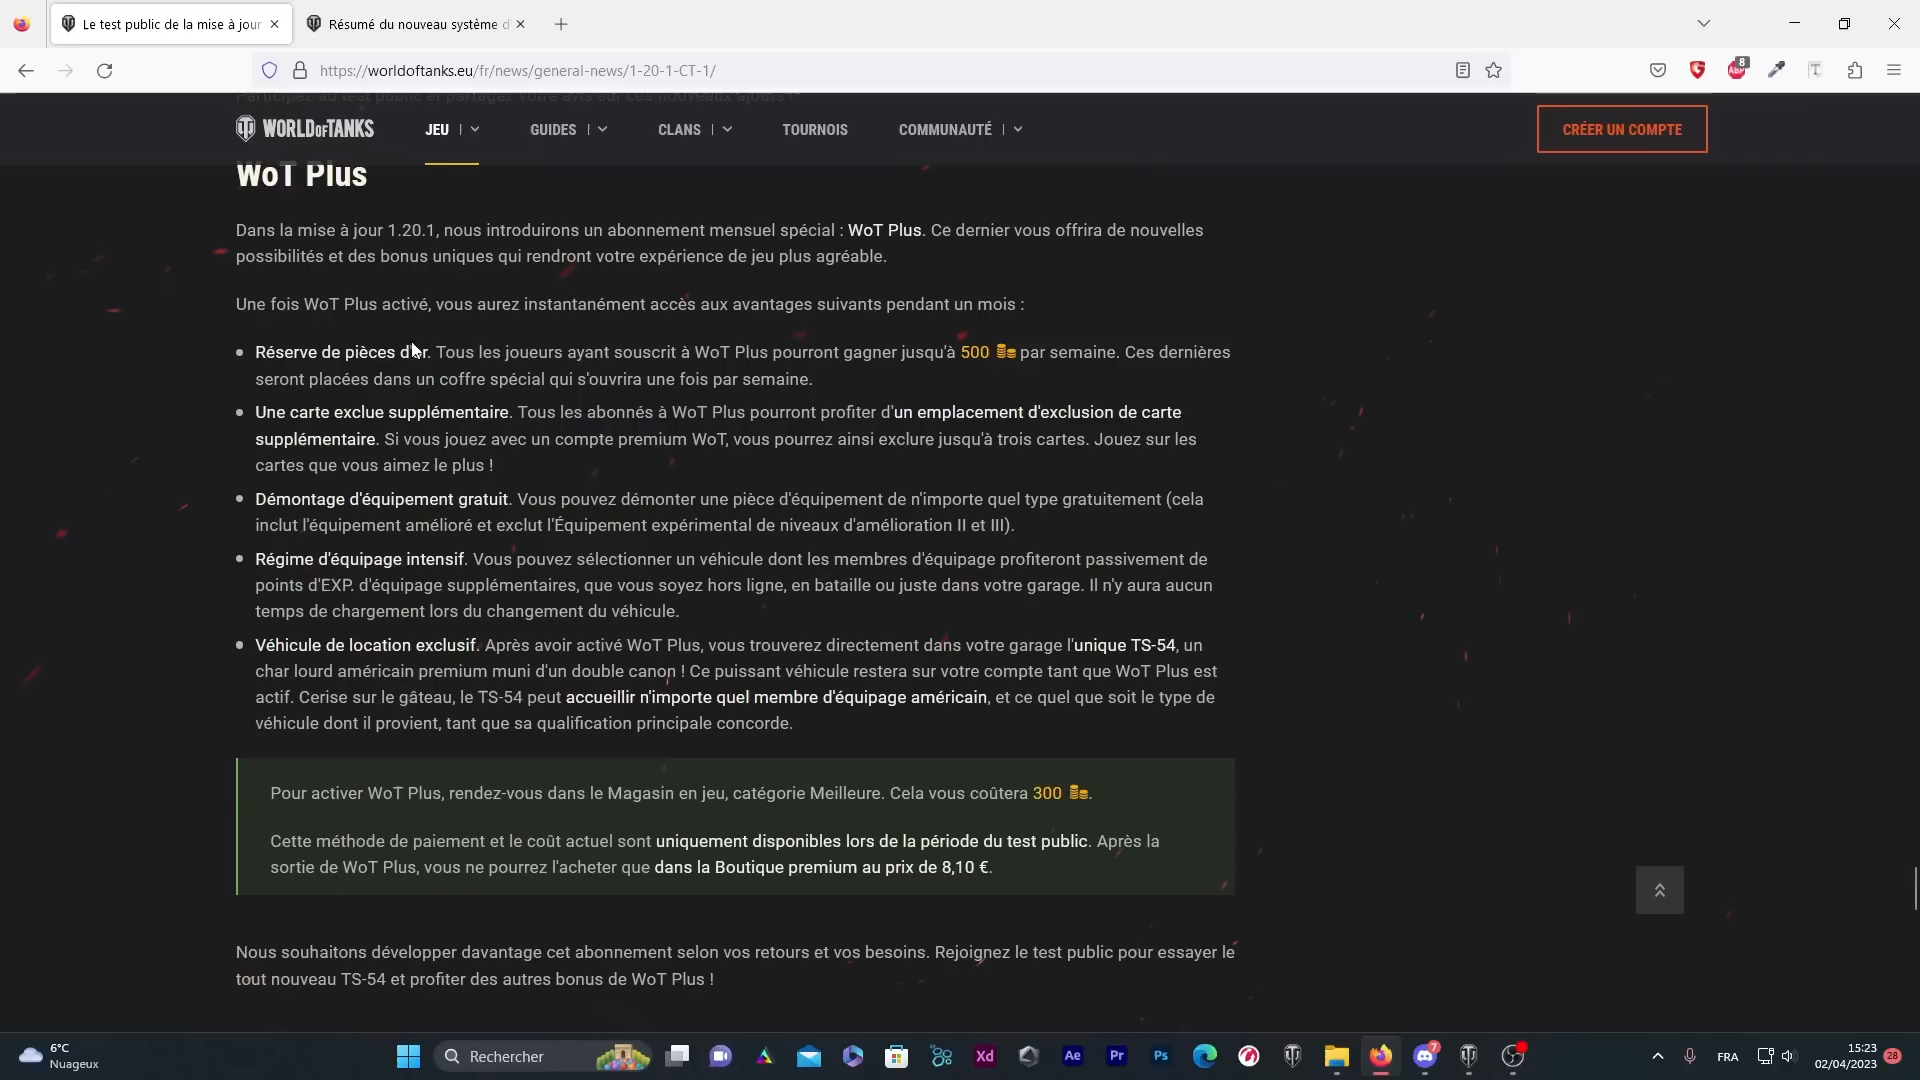 Le test public de la mise à jour
Résumé du nouveau système d
https://worldoftanks.eu/fr/news/general-news/1-20-1-CT-1/
8
Participez au test public et partagez votre avis sur ces nouveaux ajouts !
WORLD OF TANKS
JEU
GUIDES
CLANS
TOURNOIS
COMMUNAUTÉ
CRÉER UN COMPTE
WoT Plus
Dans la mise à jour 1.20.1, nous introduirons un abonnement mensuel spécial : WoT Plus. Ce dernier vous offrira de nouvelles
possibilités et des bonus uniques qui rendront votre expérience de jeu plus agréable.
Une fois WoT Plus activé, vous aurez instantanément accès aux avantages suivants pendant un mois :
Réserve de pièces d'or. Tous les joueurs ayant souscrit à WoT Plus pourront gagner jusqu'à 500 par semaine. Ces dernières
seront placées dans un coffre spécial qui s'ouvrira une fois par semaine.
Une carte exclue supplémentaire. Tous les abonnés à WoT Plus pourront profiter d'un emplacement d'exclusion de carte
supplémentaire. Si vous jouez avec un compte premium WoT, vous pourrez ainsi exclure jusqu'à trois cartes. Jouez sur les
cartes que vous aimez le plus !
Démontage d'équipement gratuit. Vous pouvez démonter une pièce d'équipement de n'importe quel type gratuitement (cela
inclut l'équipement amélioré et exclut l'Équipement expérimental de niveaux d'amélioration II et III).
Régime d'équipage intensif. Vous pouvez sélectionner un véhicule dont les membres d'équipage profiteront passivement de
points d'EXP. d'équipage supplémentaires, que vous soyez hors ligne, en bataille ou juste dans votre garage. Il n'y aura aucun
temps de chargement lors du changement du véhicule.
Véhicule de location exclusif. Après avoir activé WoT Plus, vous trouverez directement dans votre garage l'unique TS-54, un
char lourd américain premium muni d'un double canon ! Ce puissant véhicule restera sur votre compte tant que WoT Plus est
actif. Cerise sur le gâteau, le TS-54 peut accueillir n'importe quel membre d'équipage américain, et ce quel que soit le type de
véhicule dont il provient, tant que sa qualification principale concorde.
Pour activer WoT Plus, rendez-vous dans le Magasin en jeu, catégorie Meilleure. Cela vous coûtera 300 .
Cette méthode de paiement et le coût actuel sont uniquement disponibles lors de la période du test public. Après la
sortie de WoT Plus, vous ne pourrez l'acheter que dans la Boutique premium au prix de 8,10 €.
Nous souhaitons développer davantage cet abonnement selon vos retours et vos besoins. Rejoignez le test public pour essayer le
tout nouveau TS-54 et profiter des autres bonus de WoT Plus !
6°C
Nuageux
Rechercher
Xd
Ae
Pr
Ps
7
FRA
15:23
02/04/2023
28